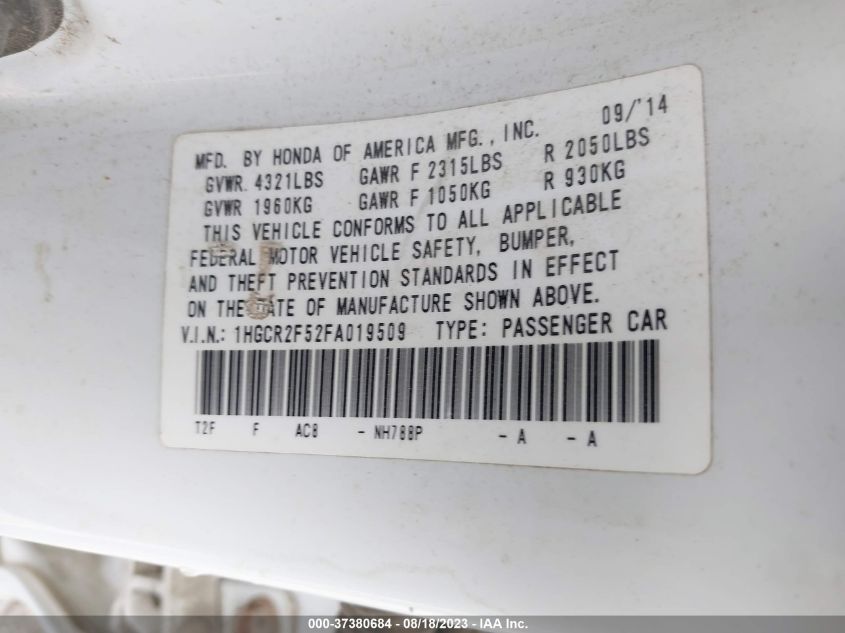 MFD. BY HONDA OF AMERICA MFG., INC. 09/'14
GVWR. 4321LBS GAWR F 2315LBS R 2050LBS
GVWR 1960KG GAWR F 1050KG R 930KG
THIS VEHICLE CONFORMS TO ALL APPLICABLE
FEDERAL MOTOR VEHICLE SAFETY, BUMPER,
AND THEFT PREVENTION STANDARDS IN EFFECT
ON THE DATE OF MANUFACTURE SHOWN ABOVE.
V.I.N.: 1HGCR2F52FA019509 TYPE: PASSENGER CAR
T2F F AC8 - NH788P - A - A
000-37380684 - 08/18/2023 - IAA Inc.